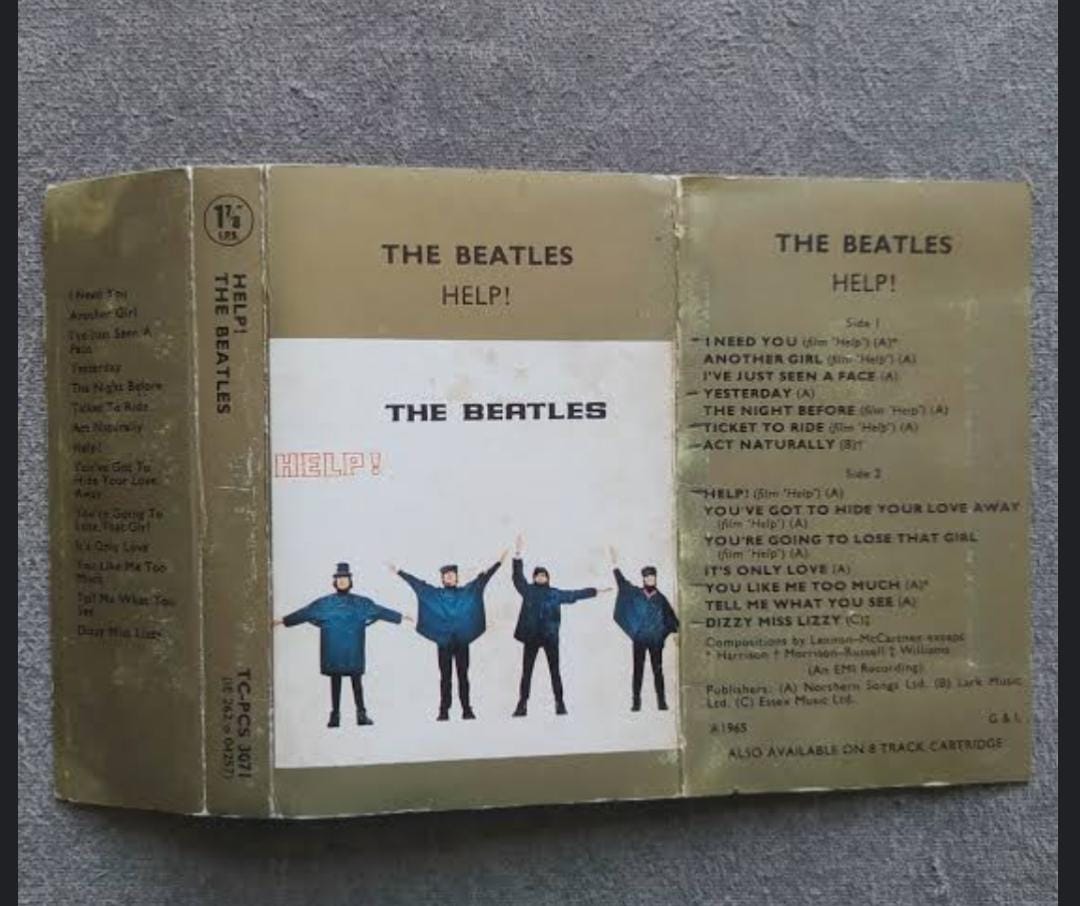 I Need You
Another Girl
I've Just Seen A
Face
Yesterday
The Night Before
Ticket To Ride
Act Naturally
Help!
You've Got To
Hide Your Love
Away
You're Going To
Lose That Girl
It's Only Love
You Like Me Too
Much
Tell Me What You
See
Dizzy Miss Lizzy
1⅞
I.P.S.
HELP!
THE BEATLES
TC-PCS 3071
(IE 262 o 04257)
THE BEATLES
HELP!
THE BEATLES
HELP!
THE BEATLES
HELP!
Side 1
I NEED YOU (film 'Help') (A)*
ANOTHER GIRL (film 'Help') (A)
I'VE JUST SEEN A FACE (A)
YESTERDAY (A)
THE NIGHT BEFORE (film 'Help') (A)
TICKET TO RIDE (film 'Help') (A)
ACT NATURALLY (B)†
Side 2
HELP! (film 'Help') (A)
YOU'VE GOT TO HIDE YOUR LOVE AWAY
(film 'Help') (A)
YOU'RE GOING TO LOSE THAT GIRL
(film 'Help') (A)
IT'S ONLY LOVE (A)
YOU LIKE ME TOO MUCH (A)*
TELL ME WHAT YOU SEE (A)
DIZZY MISS LIZZY (C)‡
Compositions by Lennon-McCartney except
* Harrison † Morrison-Russell ‡ Williams
(An EMI Recording)
Publishers: (A) Northern Songs Ltd. (B) Lark Music
Ltd. (C) Essex Music Ltd.
℗ 1965
G & L
ALSO AVAILABLE ON 8 TRACK CARTRIDGE